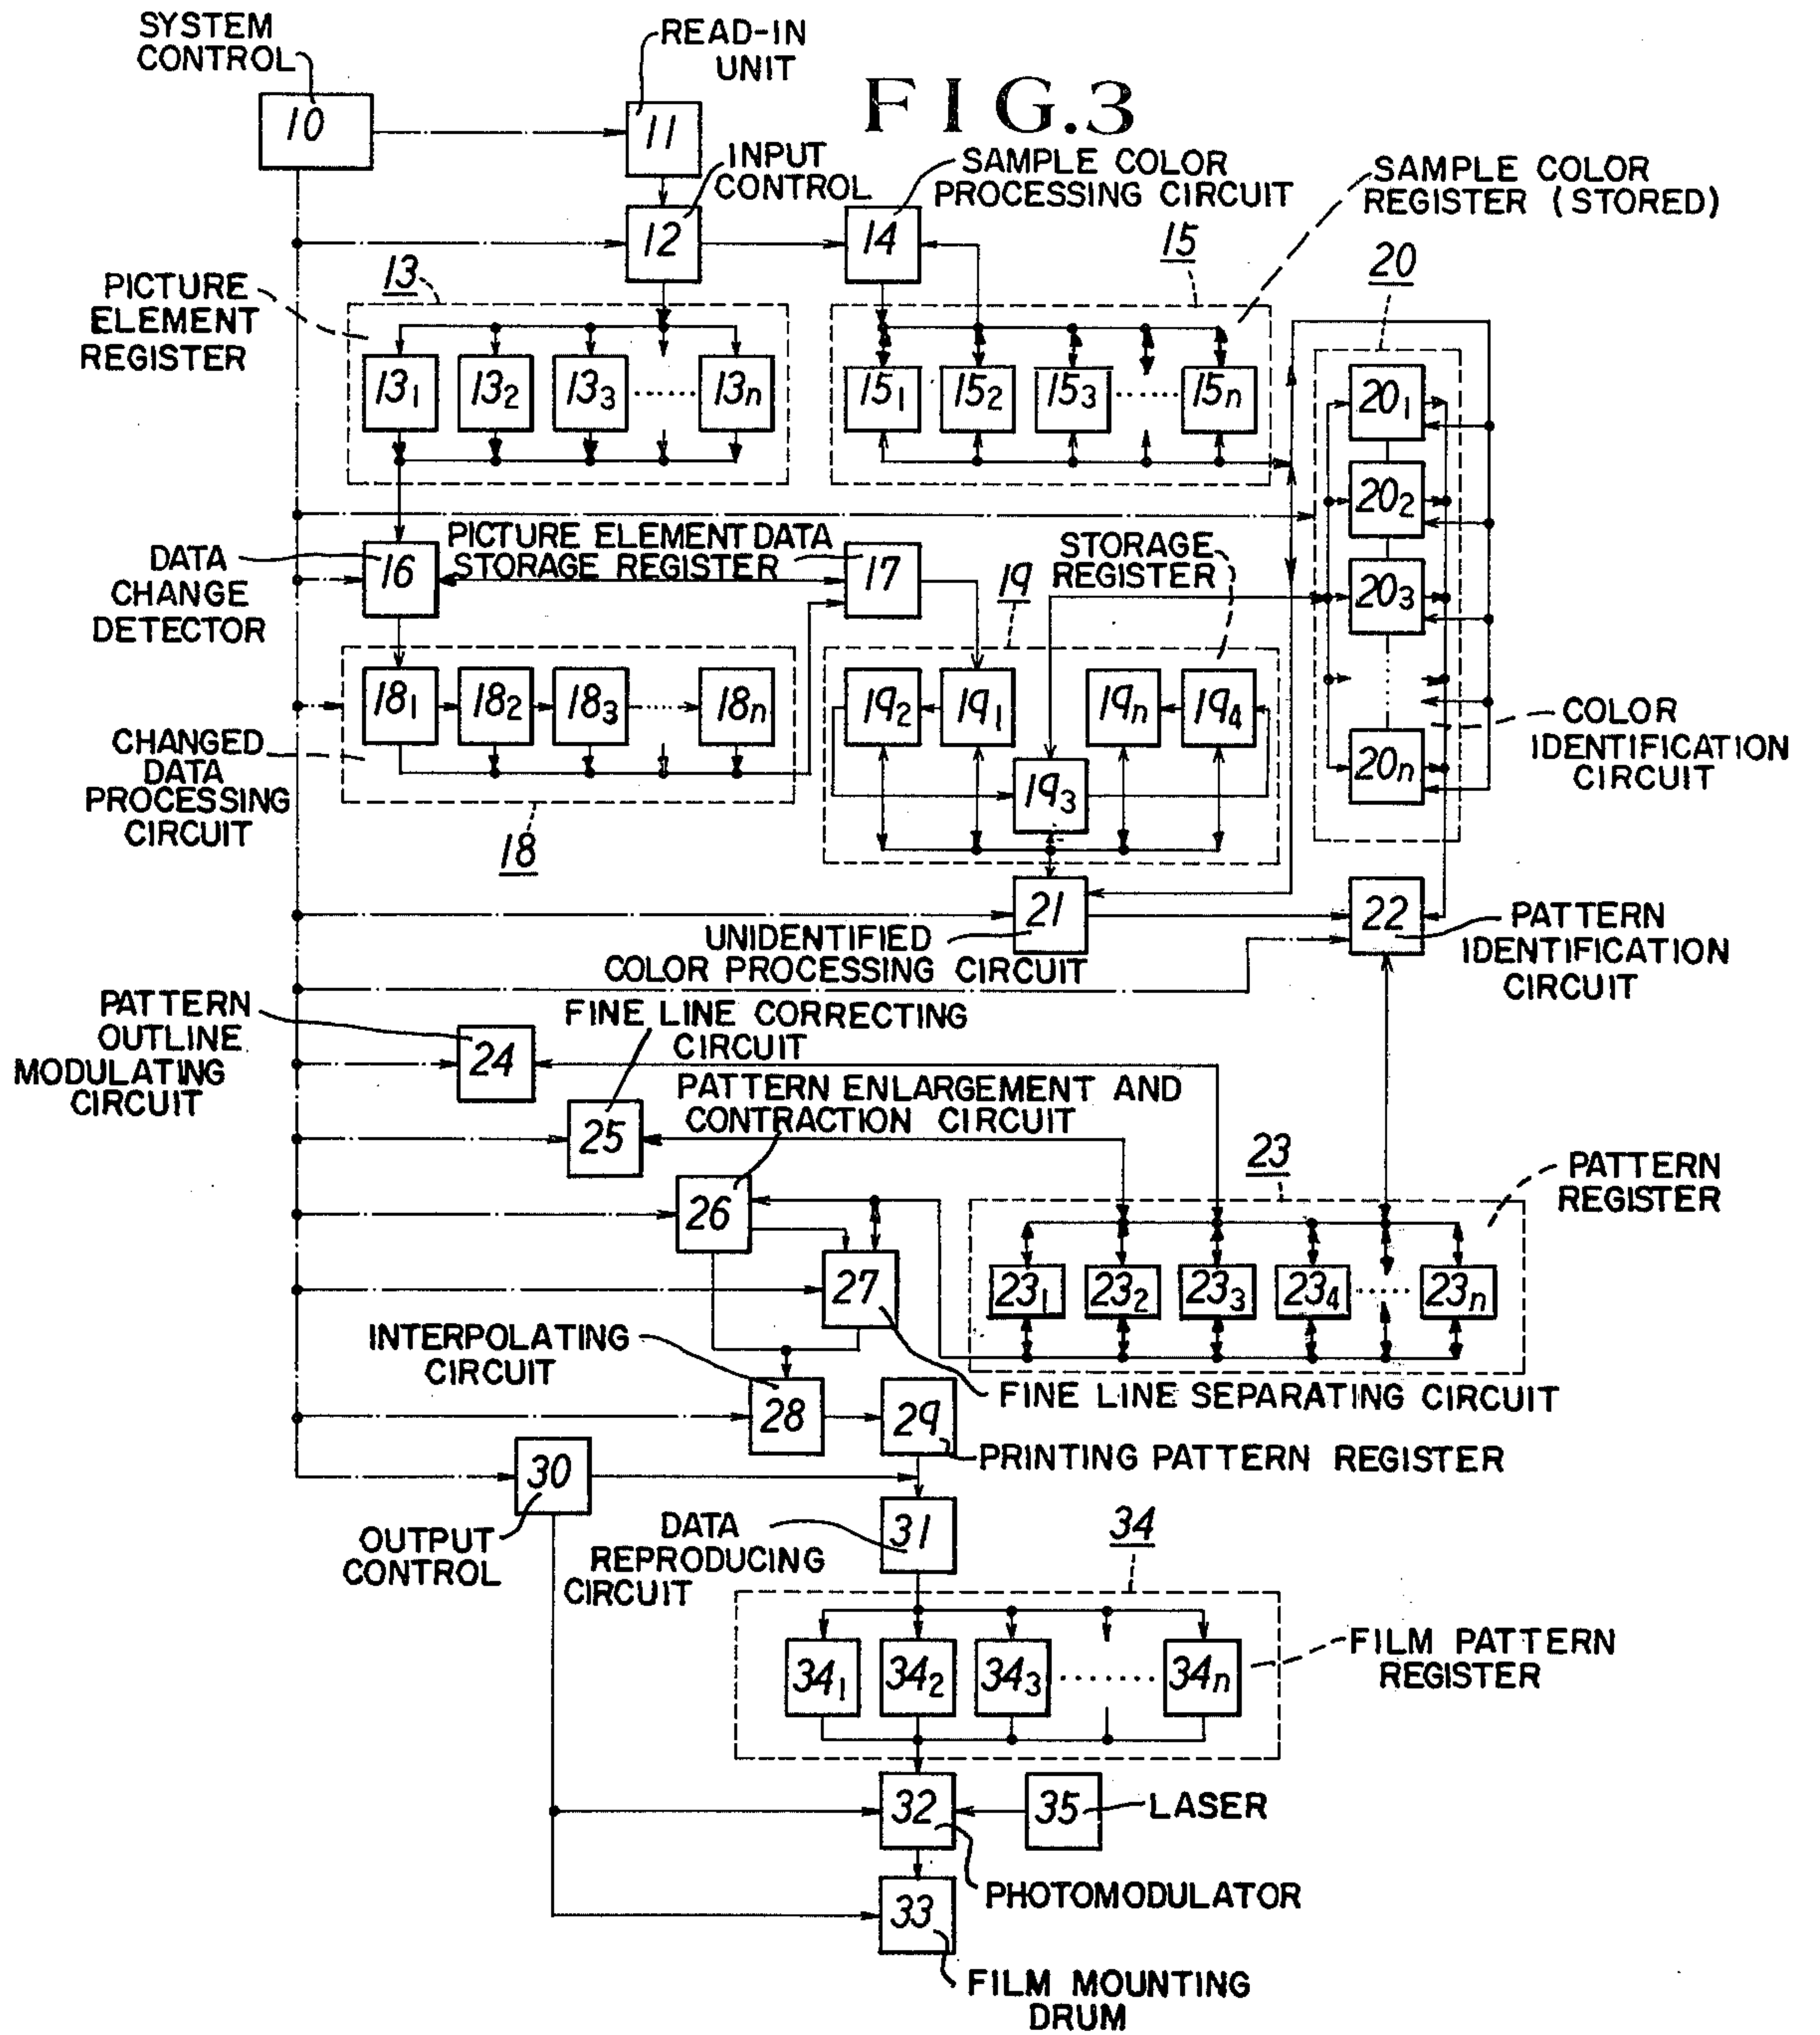 SYSTEM
CONTROL
READ-IN
UNIT
FIG.3
10
11
INPUT
CONTROL
SAMPLE COLOR
PROCESSING CIRCUIT
SAMPLE COLOR
REGISTER (STORED)
12
14
15
20
PICTURE
ELEMENT
REGISTER
13
13₁ 13₂ 13₃ ...... 13n
15₁ 15₂ 15₃ ...... 15n
20₁
20₂
20₃
20n
DATA
CHANGE
DETECTOR
16
PICTURE ELEMENT DATA
STORAGE REGISTER
17
STORAGE
REGISTER
19
18₁ 18₂ 18₃ ...... 18n
19₂ 19₁ 19n 19₄
19₃
CHANGED
DATA
PROCESSING
CIRCUIT
18
COLOR
IDENTIFICATION
CIRCUIT
21
22
UNIDENTIFIED
COLOR PROCESSING CIRCUIT
PATTERN
IDENTIFICATION
CIRCUIT
PATTERN
OUTLINE
MODULATING
CIRCUIT
24
FINE LINE CORRECTING
CIRCUIT
25
PATTERN ENLARGEMENT AND
CONTRACTION CIRCUIT
26
23
PATTERN
REGISTER
27
23₁ 23₂ 23₃ 23₄ ...... 23n
INTERPOLATING
CIRCUIT
28
29
FINE LINE SEPARATING CIRCUIT
PRINTING PATTERN REGISTER
30
OUTPUT
CONTROL
DATA
REPRODUCING
CIRCUIT
31
34
34₁ 34₂ 34₃ ...... 34n
FILM PATTERN
REGISTER
32
35
LASER
PHOTOMODULATOR
33
FILM MOUNTING
DRUM